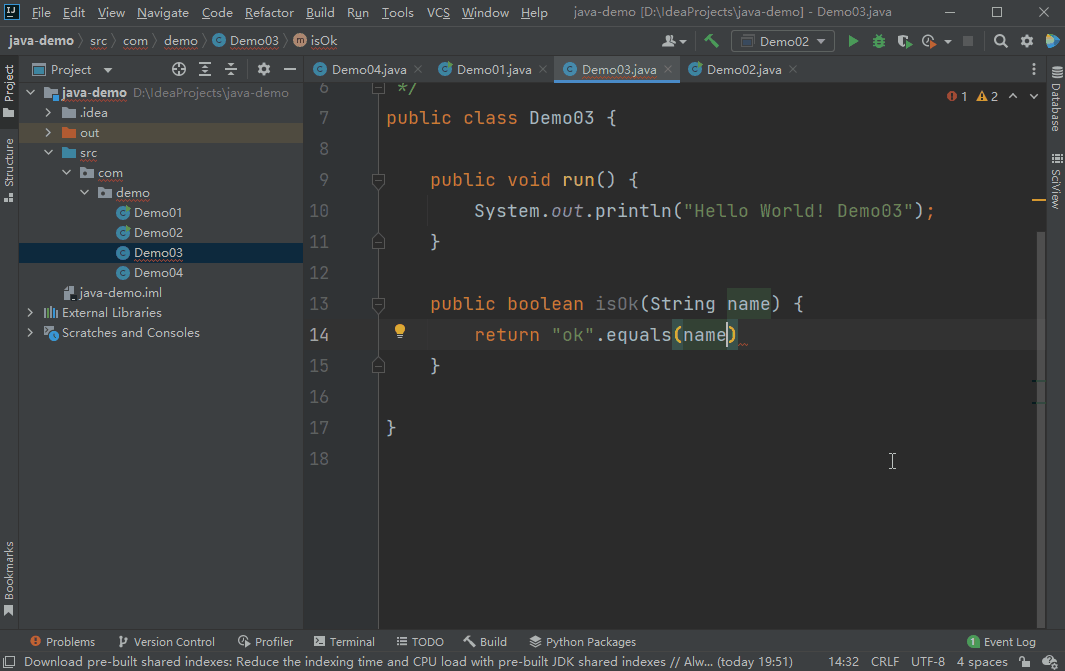 File Edit View Navigate Code Refactor Build Run Tools VCS Window Help java-demo [D:\IdeaProjects\java-demo] - Demo03.java
java-demo src com demo Demo03 isOk Demo02
Project Demo04.java Demo01.java Demo03.java Demo02.java
java-demo D:\IdeaProjects\java-demo
.idea
out
src
com
demo
Demo01
Demo02
Demo03
Demo04
java-demo.iml
External Libraries
Scratches and Consoles
Project
Structure
Bookmarks
6 */
7 public class Demo03 {
8
9 public void run() {
10 System.out.println("Hello World! Demo03");
11 }
12
13 public boolean isOk(String name) {
14 return "ok".equals(name)
15 }
16
17 }
18
1 2
Database
SciView
Problems Version Control Profiler Terminal TODO Build Python Packages 1 Event Log
Download pre-built shared indexes: Reduce the indexing time and CPU load with pre-built JDK shared indexes // Alw... (today 19:51) 14:32 CRLF UTF-8 4 spaces